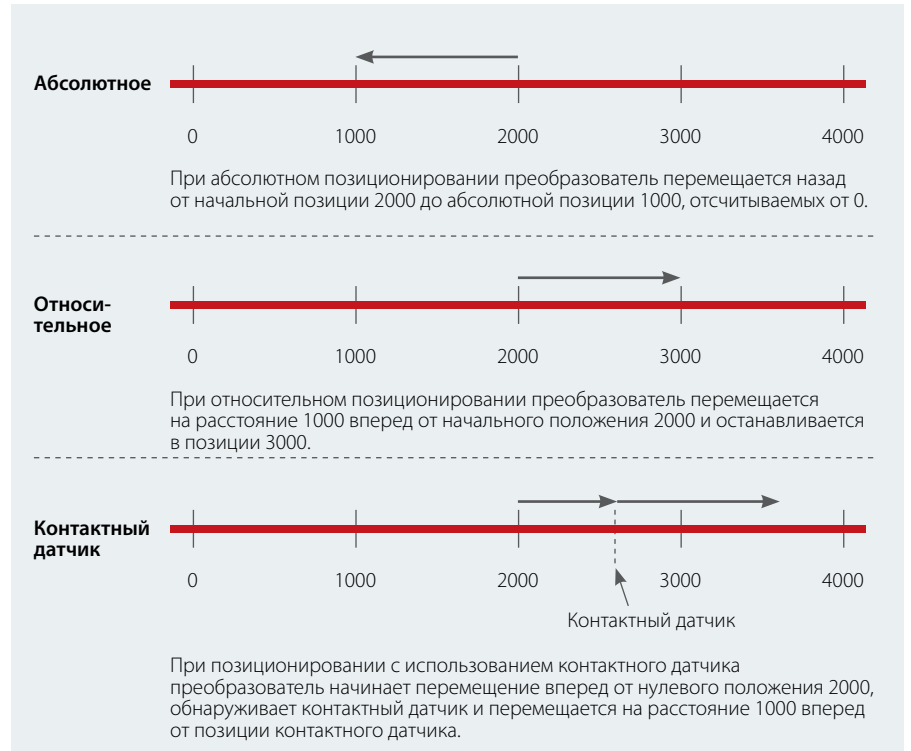 Абсолютное
0 1000 2000 3000 4000
При абсолютном позиционировании преобразователь перемещается назад
от начальной позиции 2000 до абсолютной позиции 1000, отсчитываемых от 0.
Относи-
тельное
0 1000 2000 3000 4000
При относительном позиционировании преобразователь перемещается
на расстояние 1000 вперед от начального положения 2000 и останавливается
в позиции 3000.
Контактный
датчик
0 1000 2000 3000 4000
Контактный датчик
При позиционировании с использованием контактного датчика
преобразователь начинает перемещение вперед от нулевого положения 2000,
обнаруживает контактный датчик и перемещается на расстояние 1000 вперед
от позиции контактного датчика.